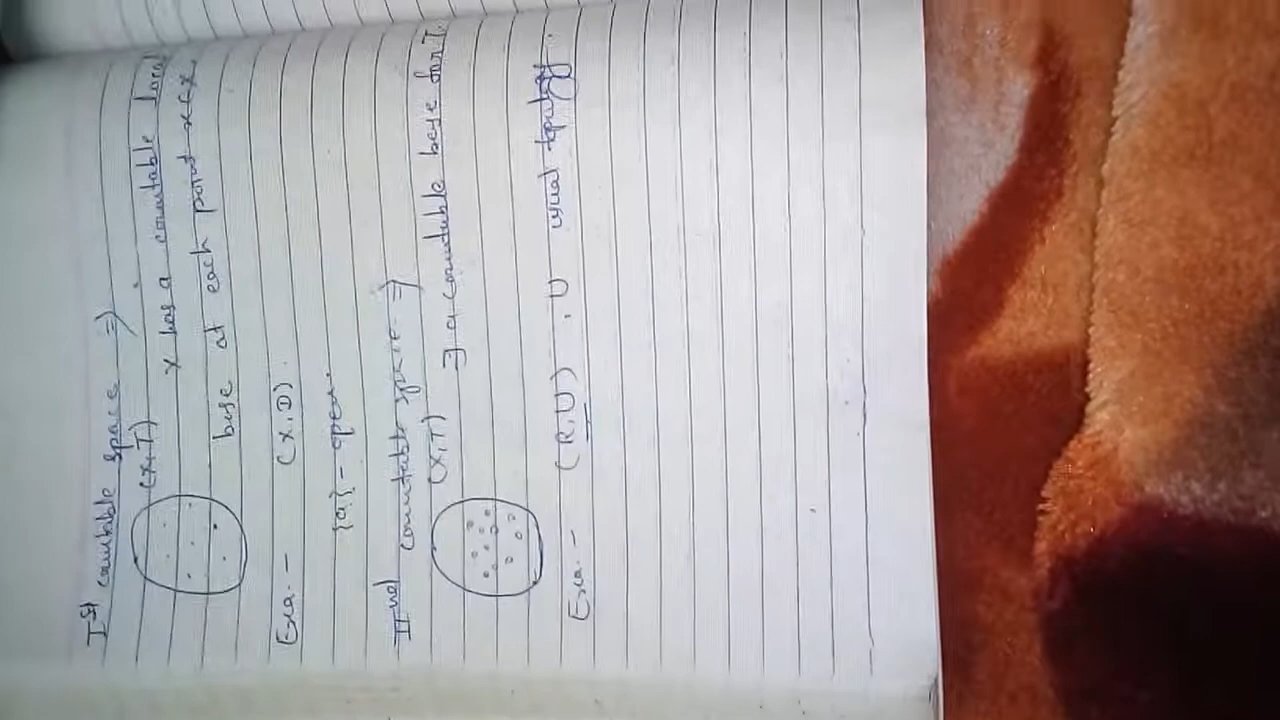 Ist countable space ⇒
(X,T)
X has a countable local
base at each point x∈X.
Exa. - (X,D).
{a} - open.
IInd countable space ⇒
(X,T)
∃ a countable base for T.
Exa. - (R,U) , U usual topology.